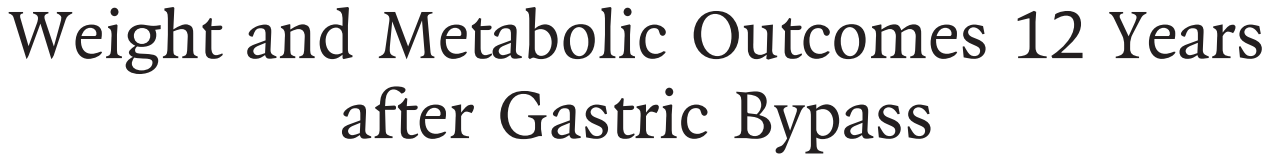 Weight and Metabolic Outcomes 12 Years
after Gastric Bypass